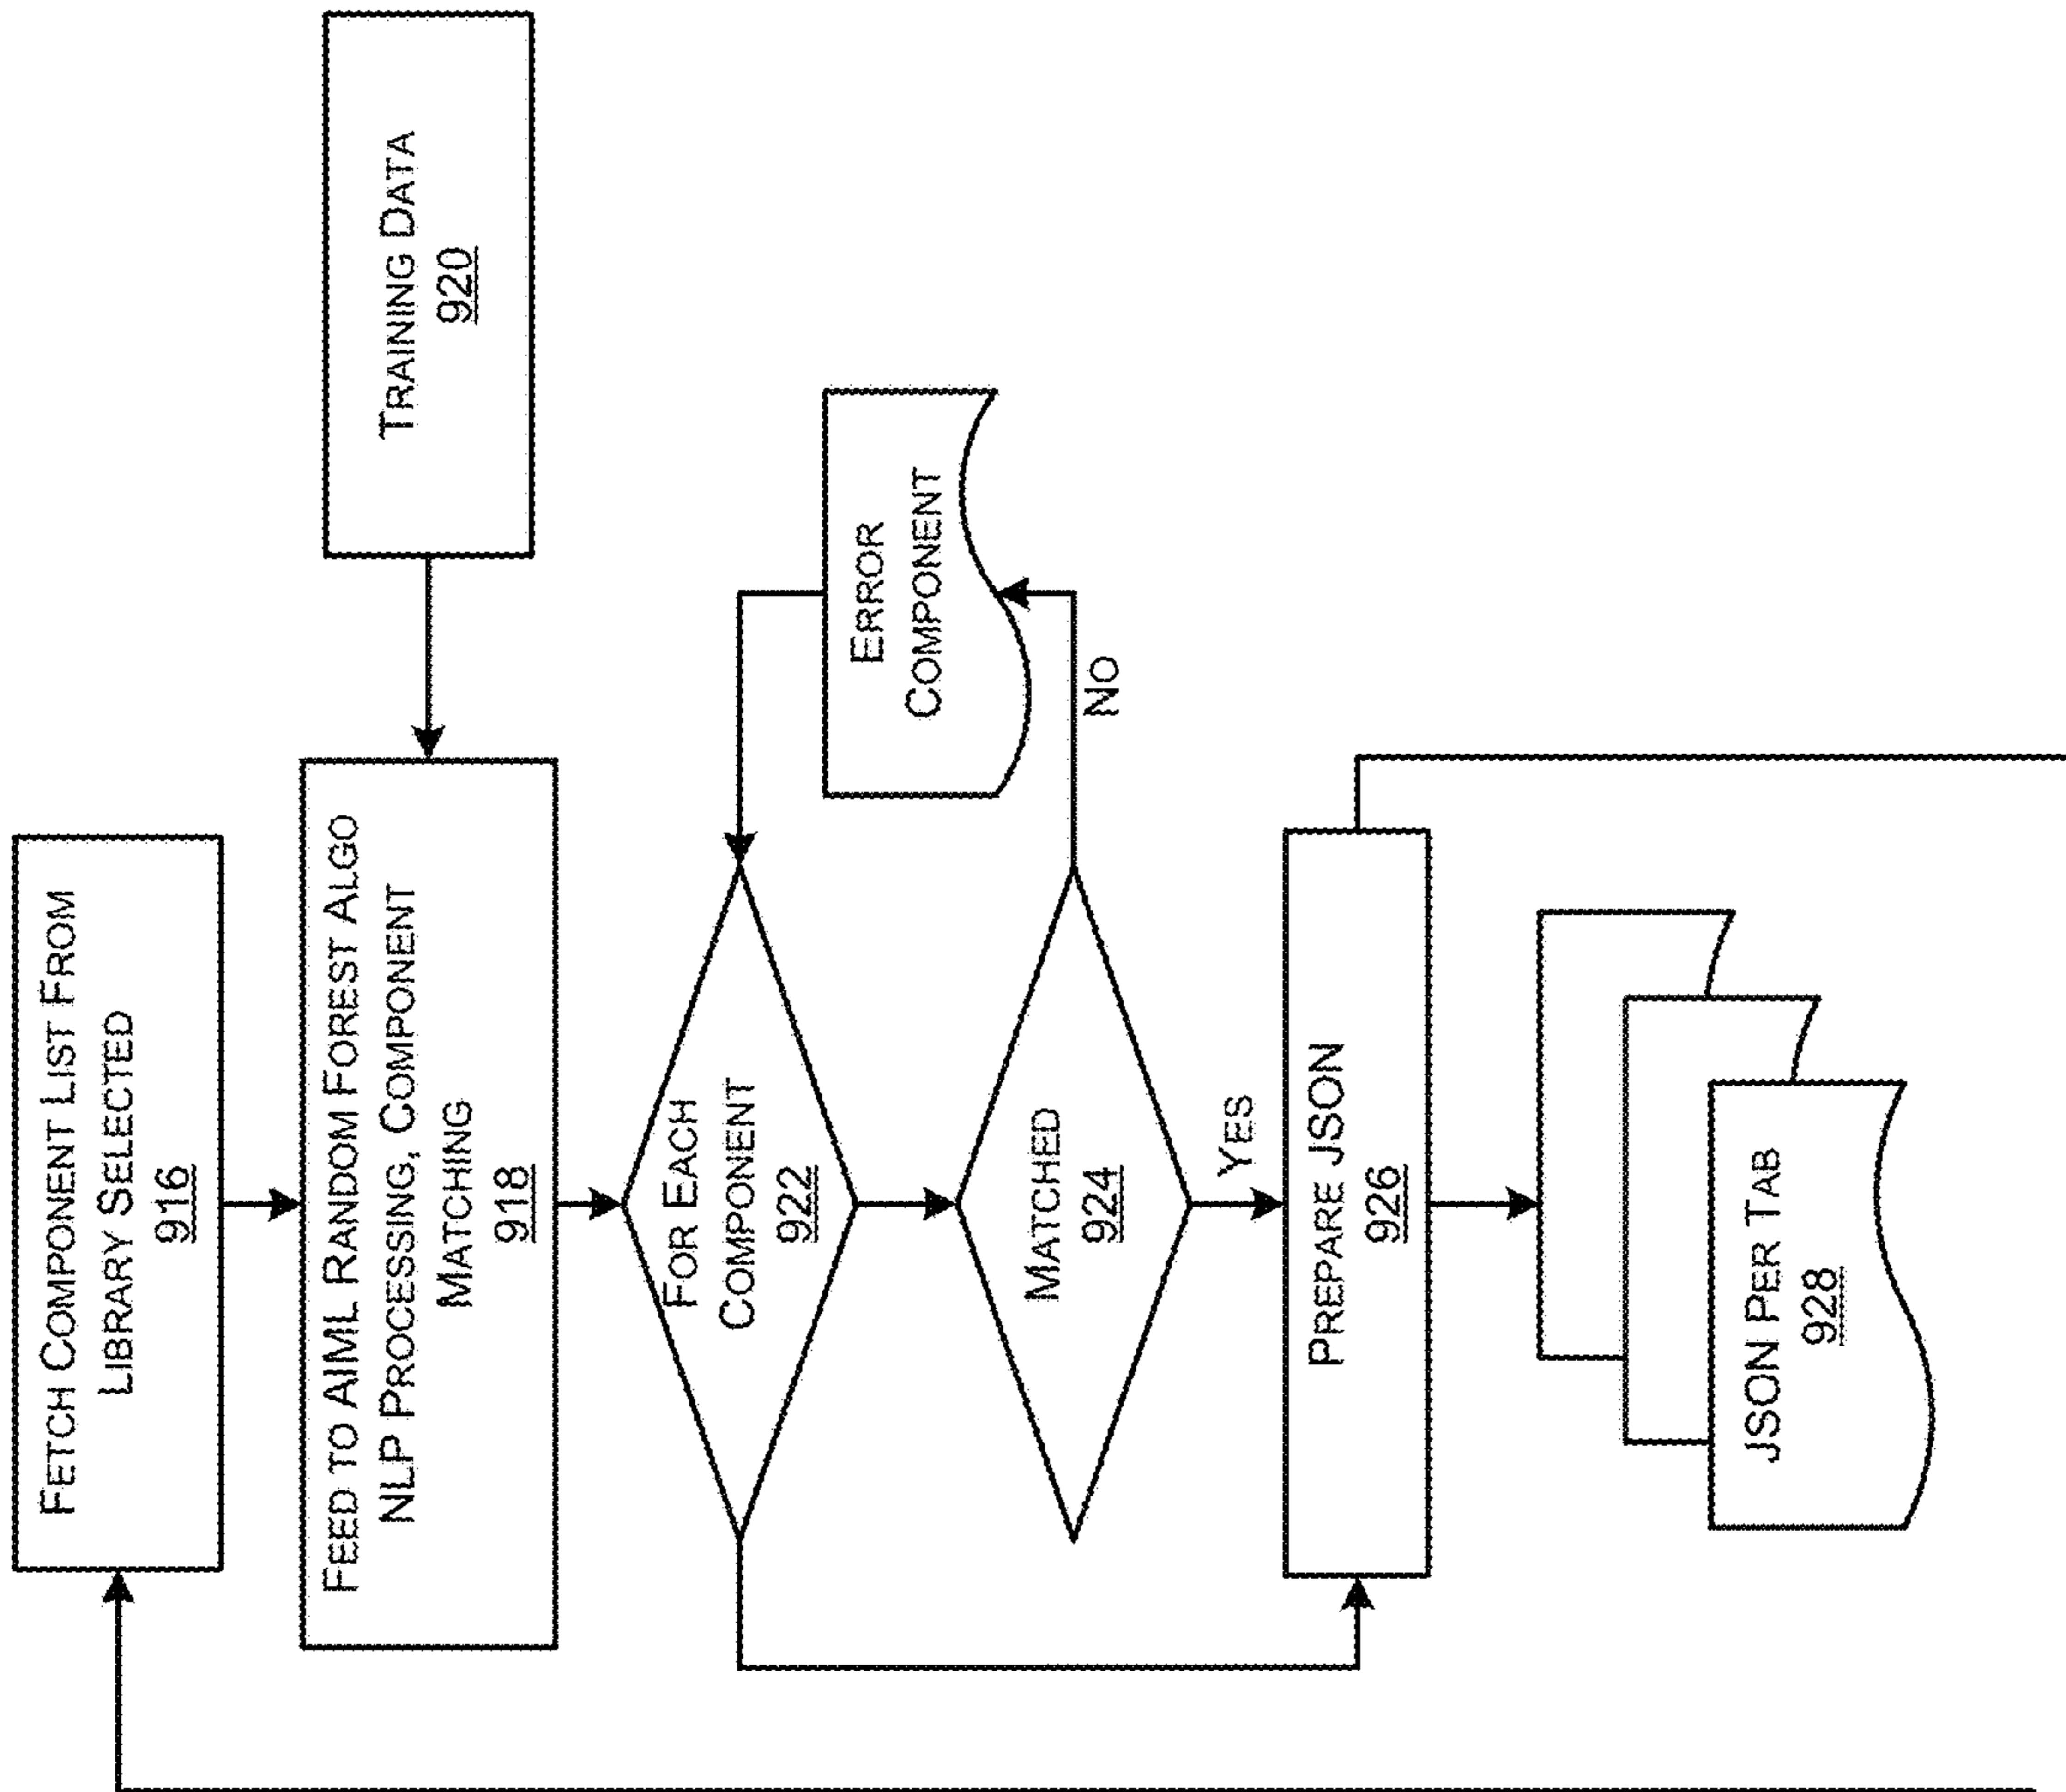 FETCH COMPONENT LIST FROM
LIBRARY SELECTED
916
FEED TO AIML RANDOM FOREST ALGO
NLP PROCESSING, COMPONENT
MATCHING
918
TRAINING DATA
920
FOR EACH
COMPONENT
922
ERROR
COMPONENT
MATCHED
924
NO
YES
PREPARE JSON
926
JSON PER TAB
928